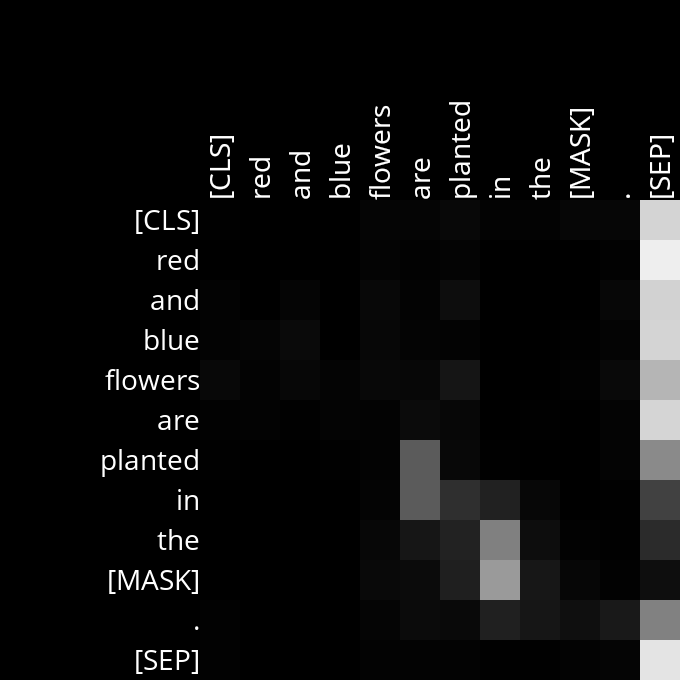 [CLS] red and blue flowers are planted in the [MASK] . [SEP]
[CLS]
red
and
blue
flowers
are
planted
in
the
[MASK]
.
[SEP]